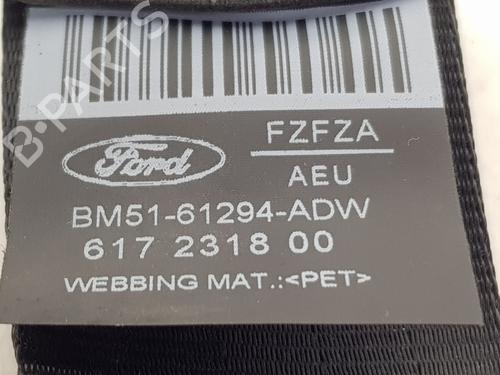 B-PARTS
Ford
FZFZA
AEU
BM51-61294-ADW
617 2318 00
WEBBING MAT.:<PET>